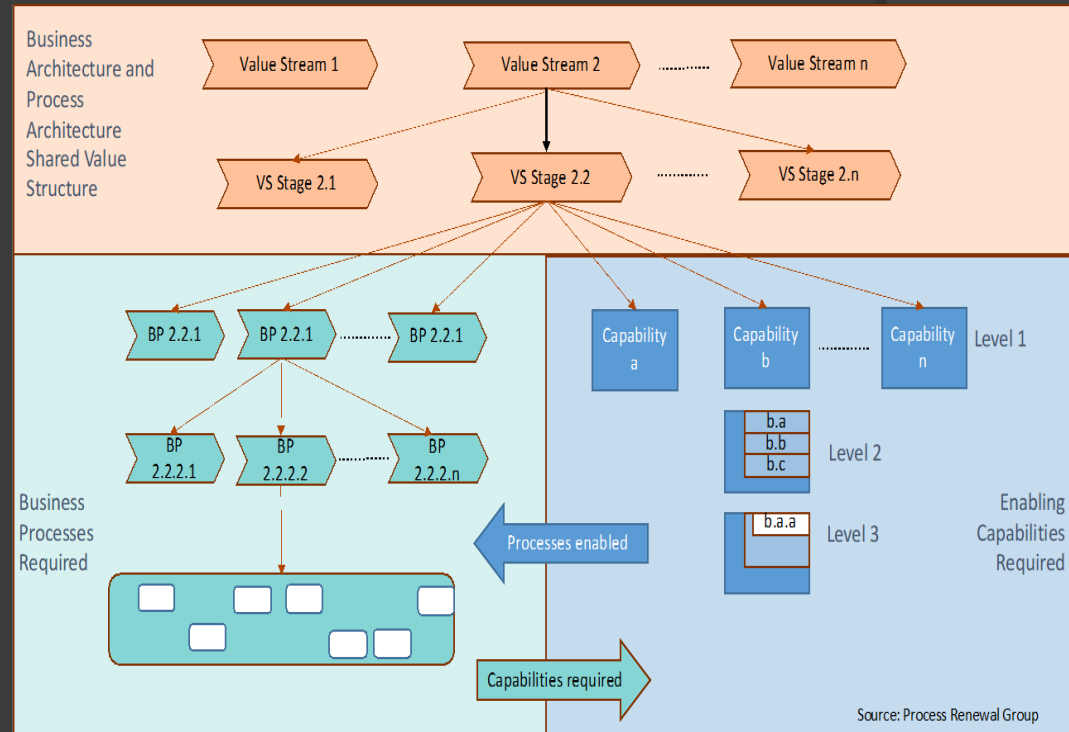 Business
Architecture and
Process
Architecture
Shared Value
Structure
Value Stream 1
Value Stream 2
Value Stream n
VS Stage 2.1
VS Stage 2.2
VS Stage 2.n
BP 2.2.1
BP 2.2.1
BP 2.2.1
BP
2.2.2.1
BP
2.2.2.2
BP
2.2.2.n
Business
Processes
Required
Capability
a
Capability
b
Capability
n
Level 1
b.a
b.b
b.c
Level 2
b.a.a
Level 3
Enabling
Capabilities
Required
Processes enabled
Capabilities required
Source: Process Renewal Group